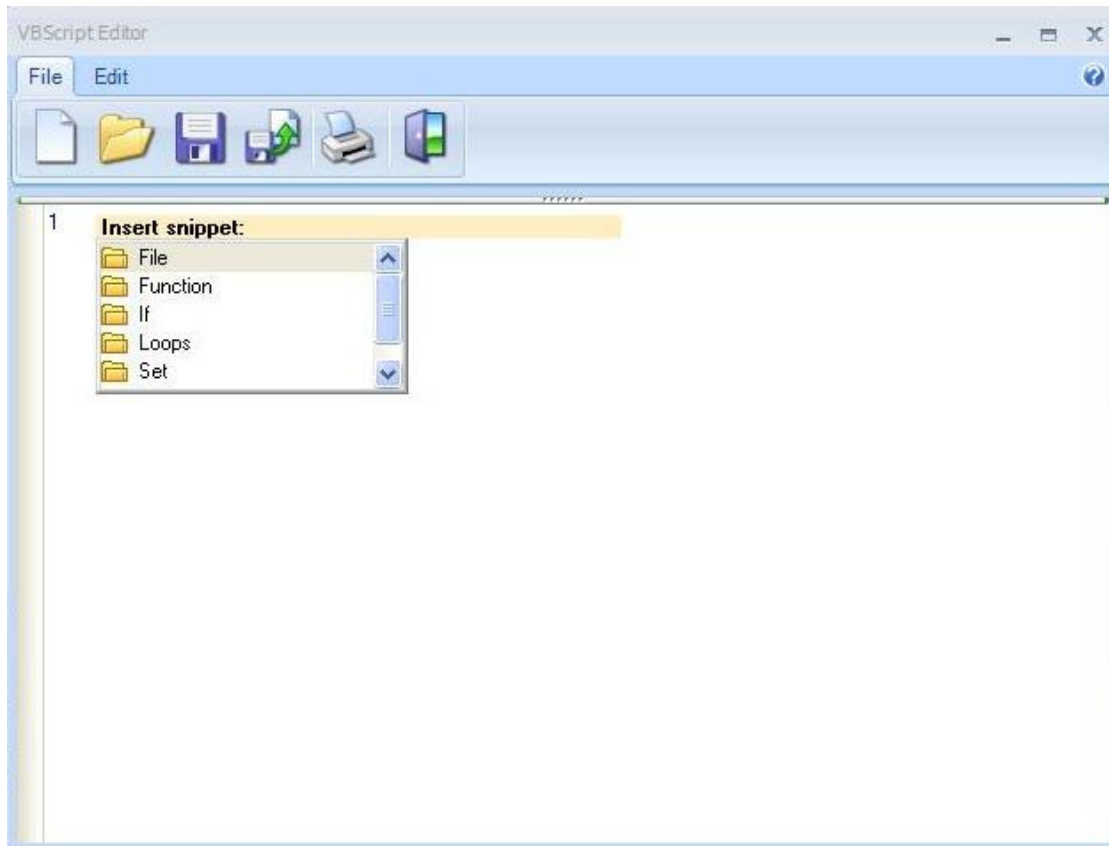 VBScript Editor
File Edit
1 Insert snippet:
File
Function
If
Loops
Set